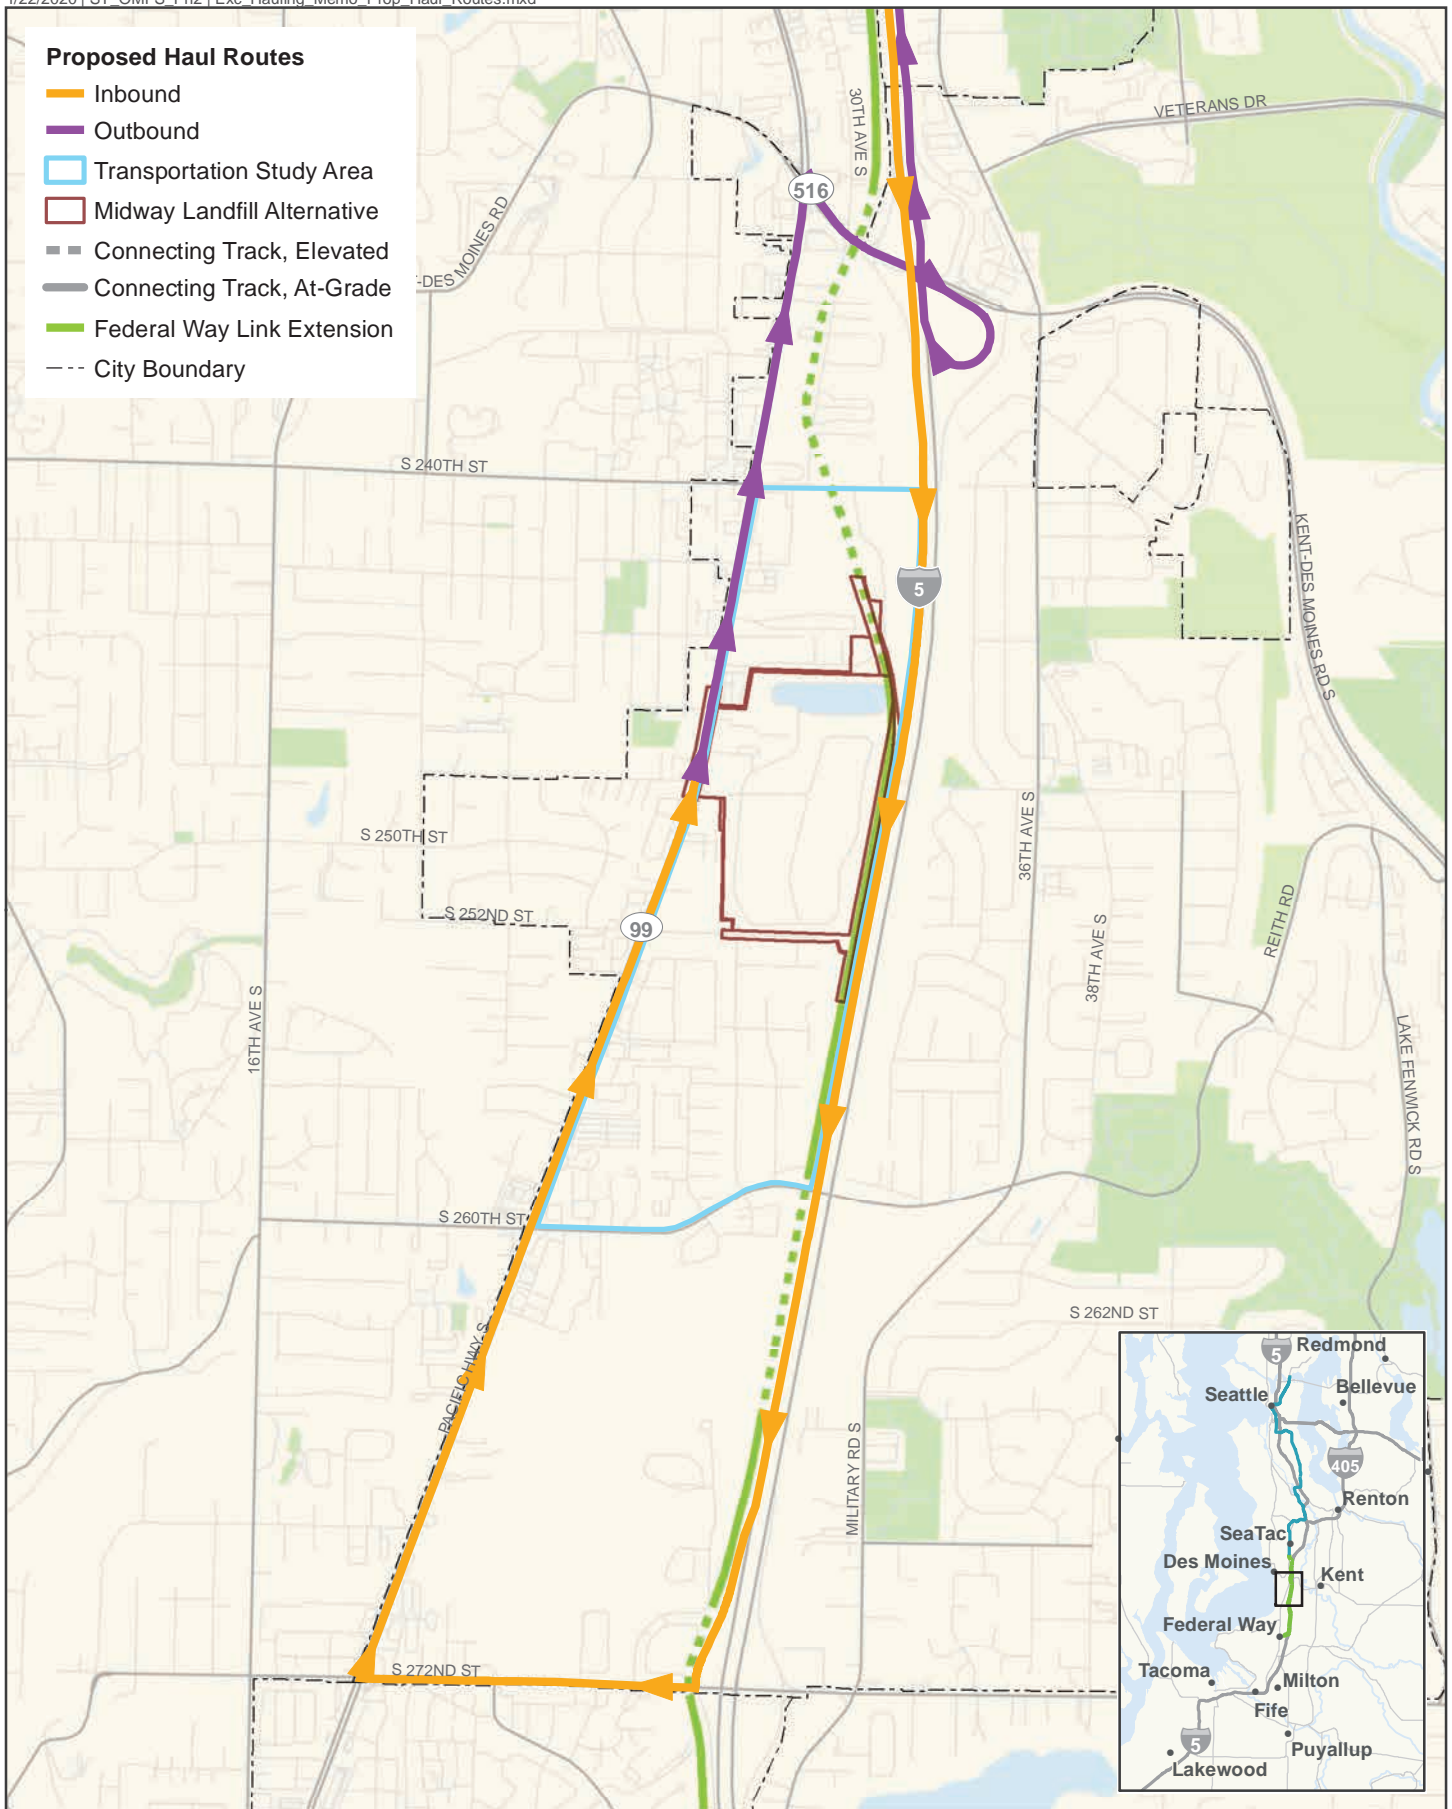 Proposed Haul Routes
Inbound
Outbound
Transportation Study Area
Midway Landfill Alternative
Connecting Track, Elevated
Connecting Track, At-Grade
Federal Way Link Extension
City Boundary
30TH AVE S
VETERANS DR
516
-DES MOINES RD
S 240TH ST
5
KENT-DES MOINES RD S
S 250TH ST
36TH AVE S
S 252ND ST
99
REITH RD
38TH AVE S
16TH AVE S
LAKE FENWICK RD S
S 260TH ST
S 262ND ST
PACIFIC HWY S
MILITARY RD S
S 272ND ST
5
Redmond
Seattle
Bellevue
405
Renton
SeaTac
Des Moines
Kent
Federal Way
Tacoma
Milton
Fife
5
Puyallup
Lakewood